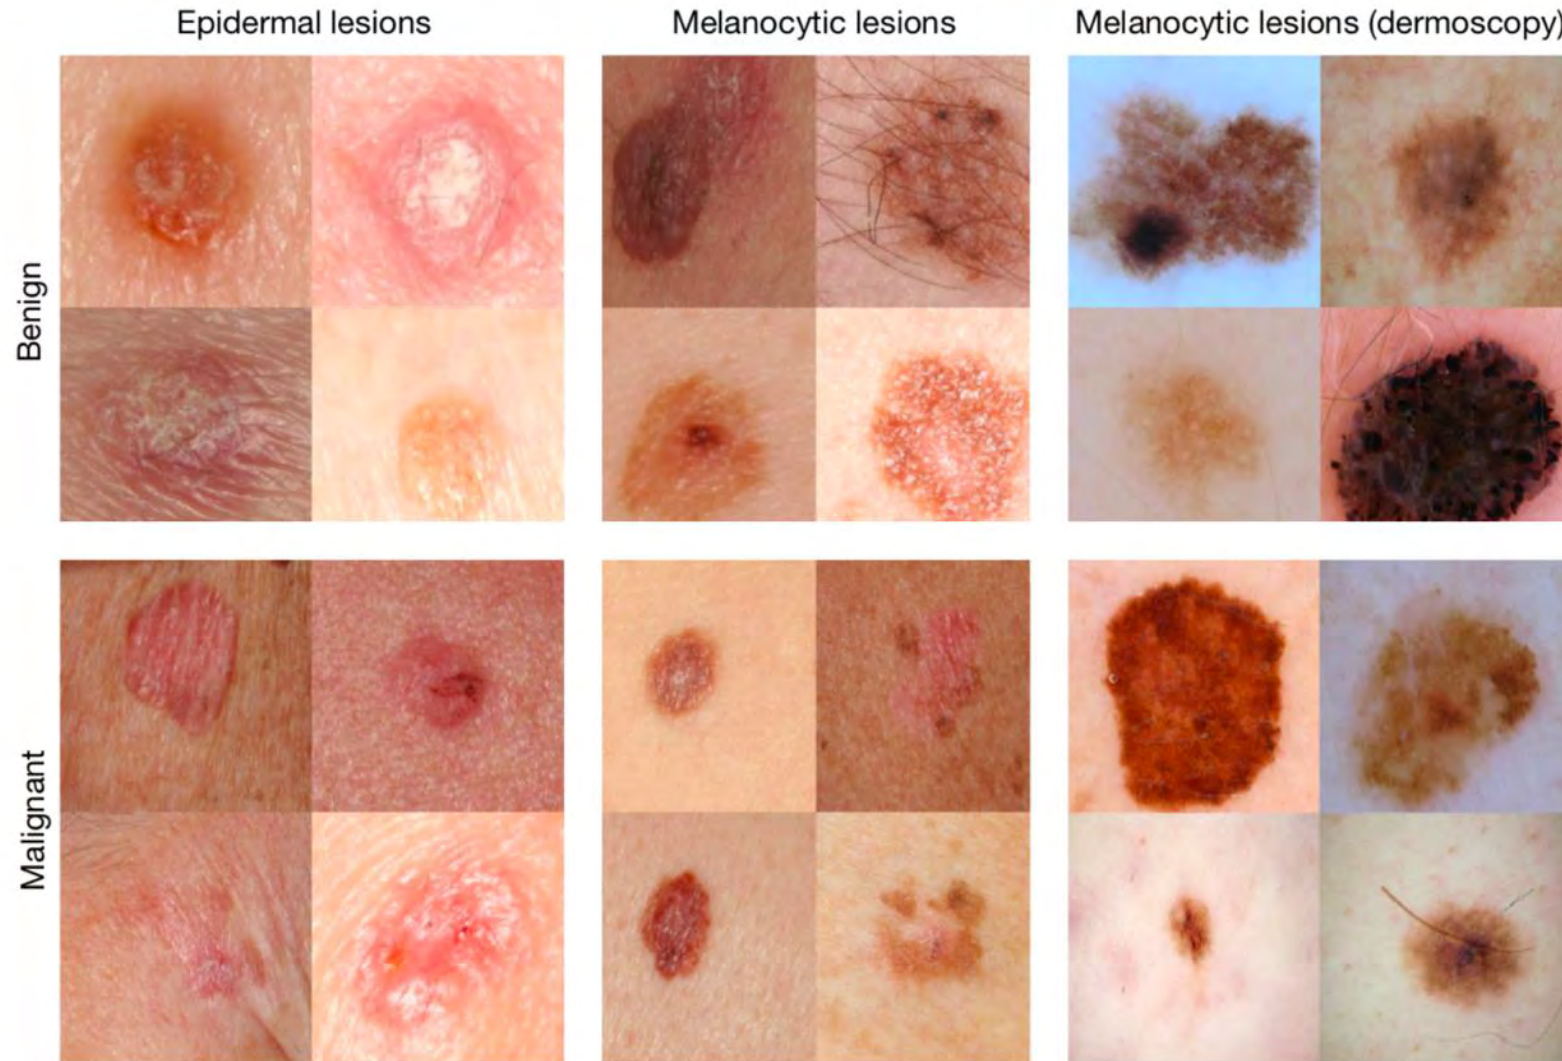 Epidermal lesions
Melanocytic lesions
Melanocytic lesions (dermoscopy)
Benign
Malignant